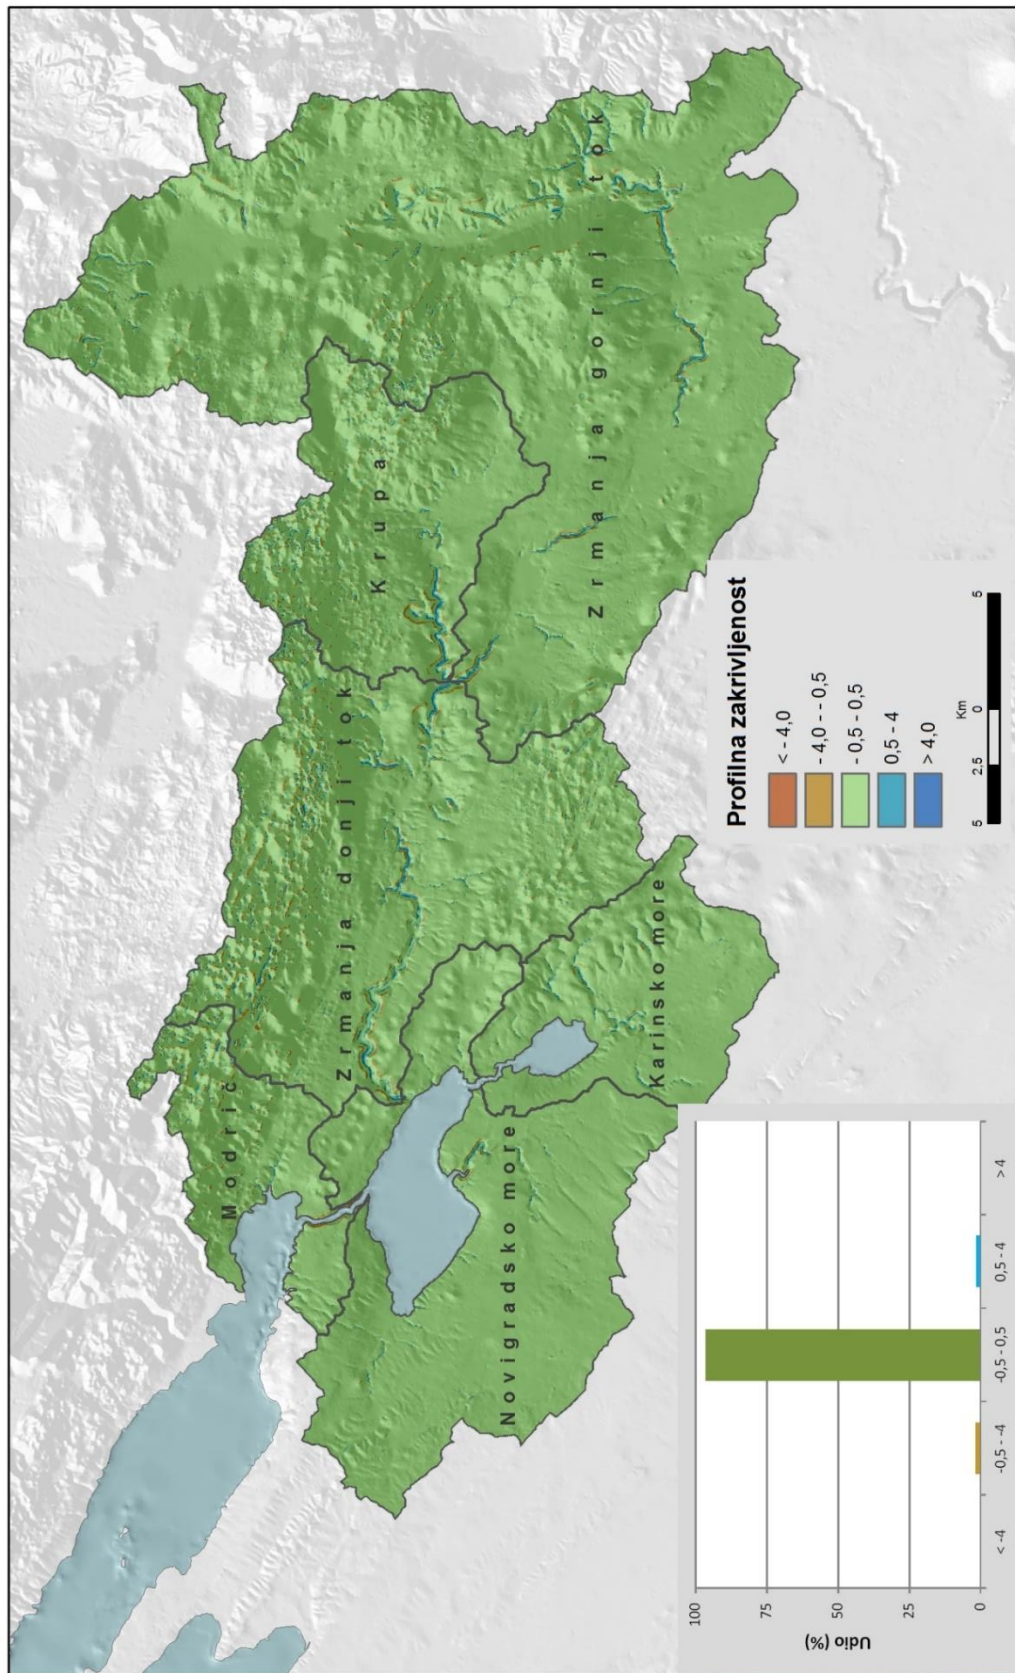 Modrić
Zrmanja donji tok
Krupa
Zrmanja gornji tok
Novigradsko more
Karinsko more
Profilna zakrivljenost
< - 4,0
- 4,0 - - 0,5
- 0,5 - 0,5
0,5 - 4
> 4,0
Km
5 2.5 0 5
Udio (%)
100
75
50
25
0
< -4 -0,5 - -4 -0,5 - 0,5 0,5 - 4 > 4